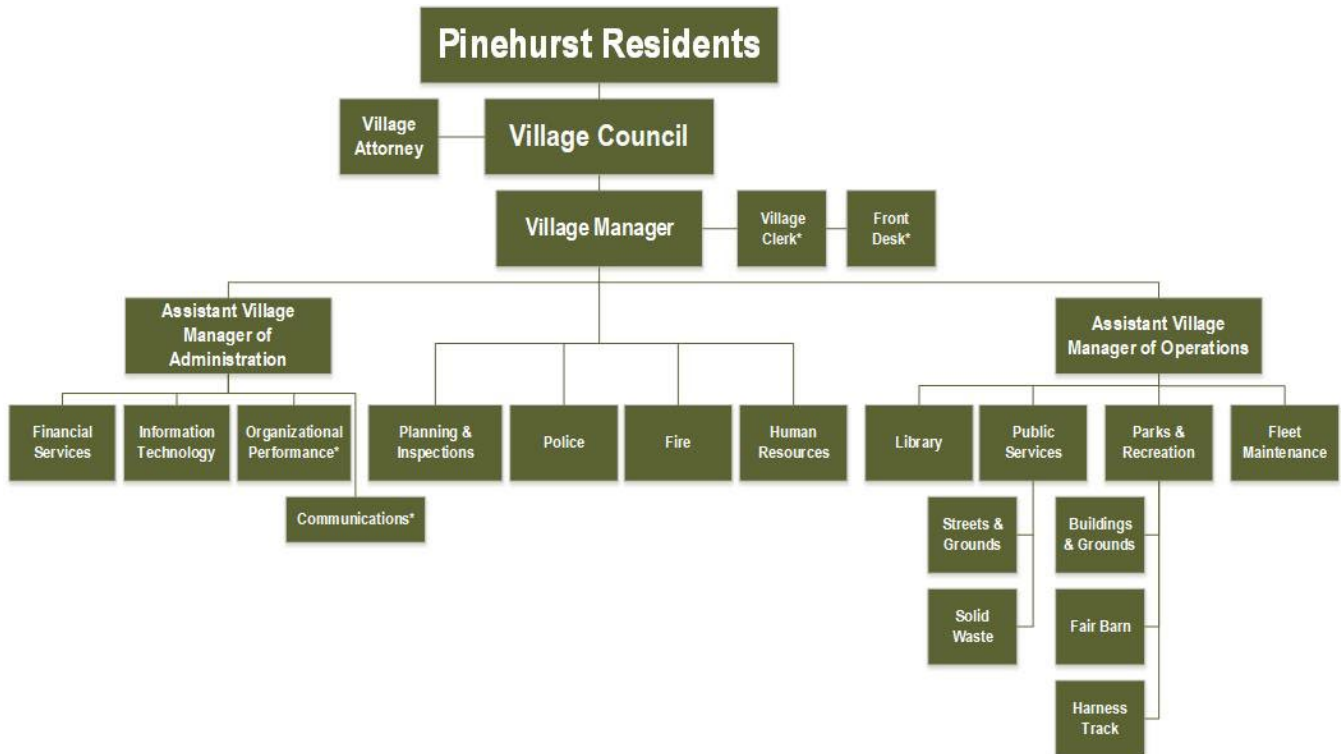 Pinehurst Residents
Village
Attorney
Village Council
Village Manager
Village
Clerk*
Front
Desk*
Assistant Village
Manager of
Administration
Assistant Village
Manager of Operations
Financial
Services
Information
Technology
Organizational
Performance*
Communications*
Planning &
Inspections
Police
Fire
Human
Resources
Library
Public
Services
Parks &
Recreation
Fleet
Maintenance
Streets &
Grounds
Solid
Waste
Buildings
& Grounds
Fair Barn
Harness
Track